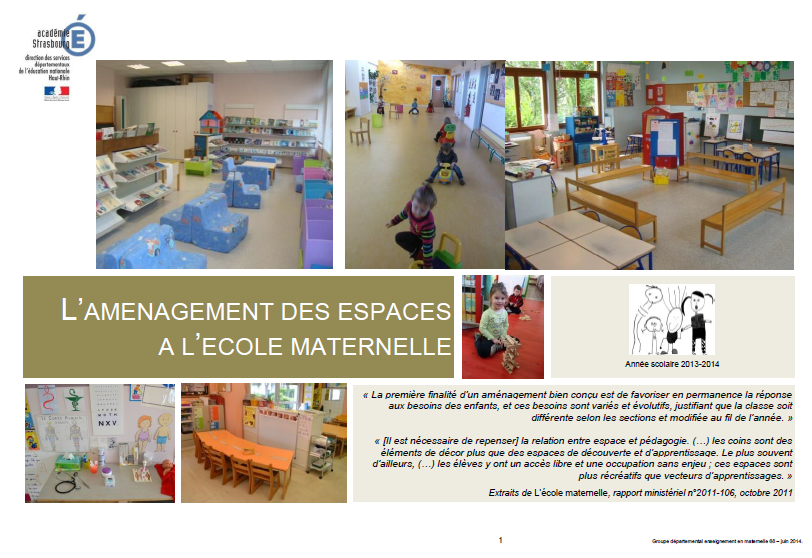 académie
Strasbourg
direction des services
départementaux
de l'éducation nationale
Haut-Rhin
L'AMENAGEMENT DES ESPACES
A L'ECOLE MATERNELLE
Année scolaire 2013-2014
« La première finalité d'un aménagement bien conçu est de favoriser en permanence la réponse
aux besoins des enfants, et ces besoins sont variés et évolutifs, justifiant que la classe soit
différente selon les sections et modifiée au fil de l'année. »
« [Il est nécessaire de repenser] la relation entre espace et pédagogie. (…) les coins sont des
éléments de décor plus que des espaces de découverte et d'apprentissage. Le plus souvent
d'ailleurs, (…) les élèves y ont un accès libre et une occupation sans enjeu ; ces espaces sont
plus récréatifs que vecteurs d'apprentissages. »
Extraits de L'école maternelle, rapport ministériel n°2011-106, octobre 2011
1
Groupe départemental enseignement en maternelle 68 – juin 2014.